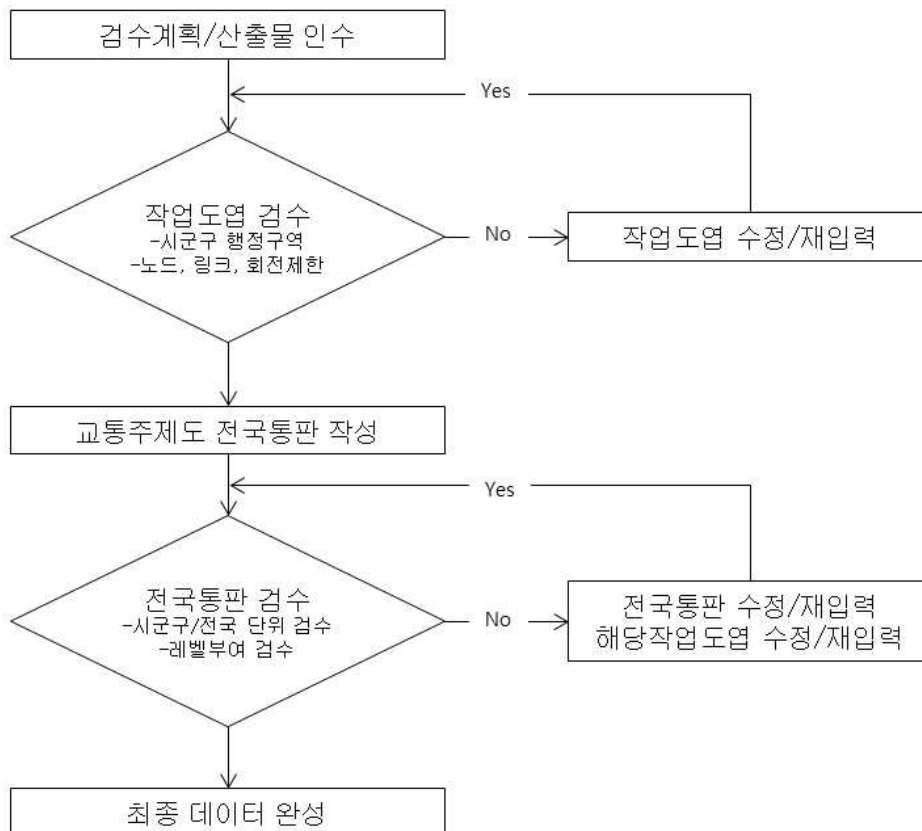 검수계획/산출물 인수
Yes
작업도엽 검수
-시군구 행정구역
-노드, 링크, 회전제한
No
작업도엽 수정/재입력
교통주제도 전국통판 작성
Yes
전국통판 검수
-시군구/전국 단위 검수
-레벨부여 검수
No
전국통판 수정/재입력
해당작업도엽 수정/재입력
최종 데이터 완성